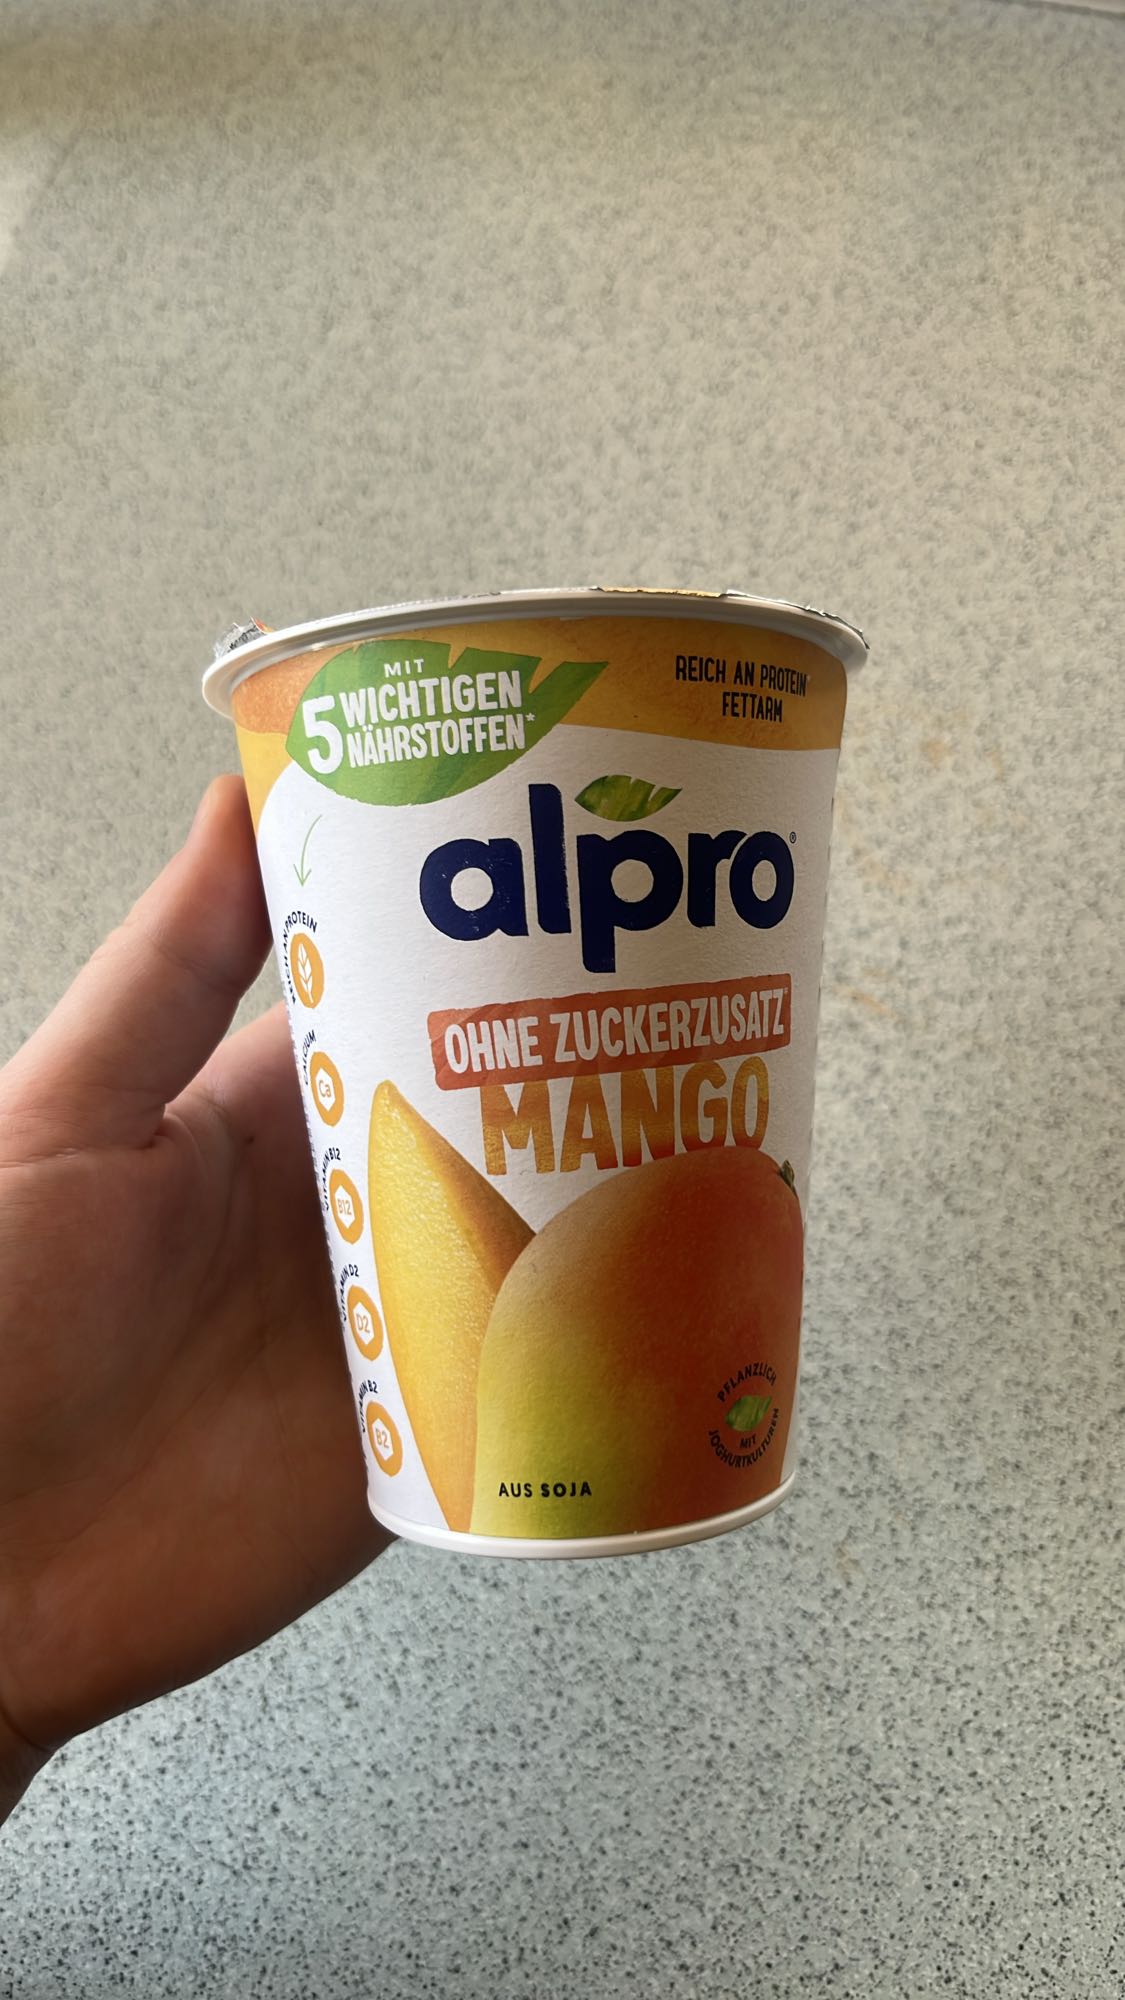 MIT
5 WICHTIGEN
NÄHRSTOFFEN*
REICH AN PROTEIN
FETTARM
alpro®
OHNE ZUCKERZUSATZ*
MANGO
REICH AN PROTEIN
CALCIUM
Ca
VITAMIN B12
B12
VITAMIN D2
D2
VITAMIN B2
B2
PFLANZLICH
MIT
JOGHURTKULTUREN
AUS SOJA